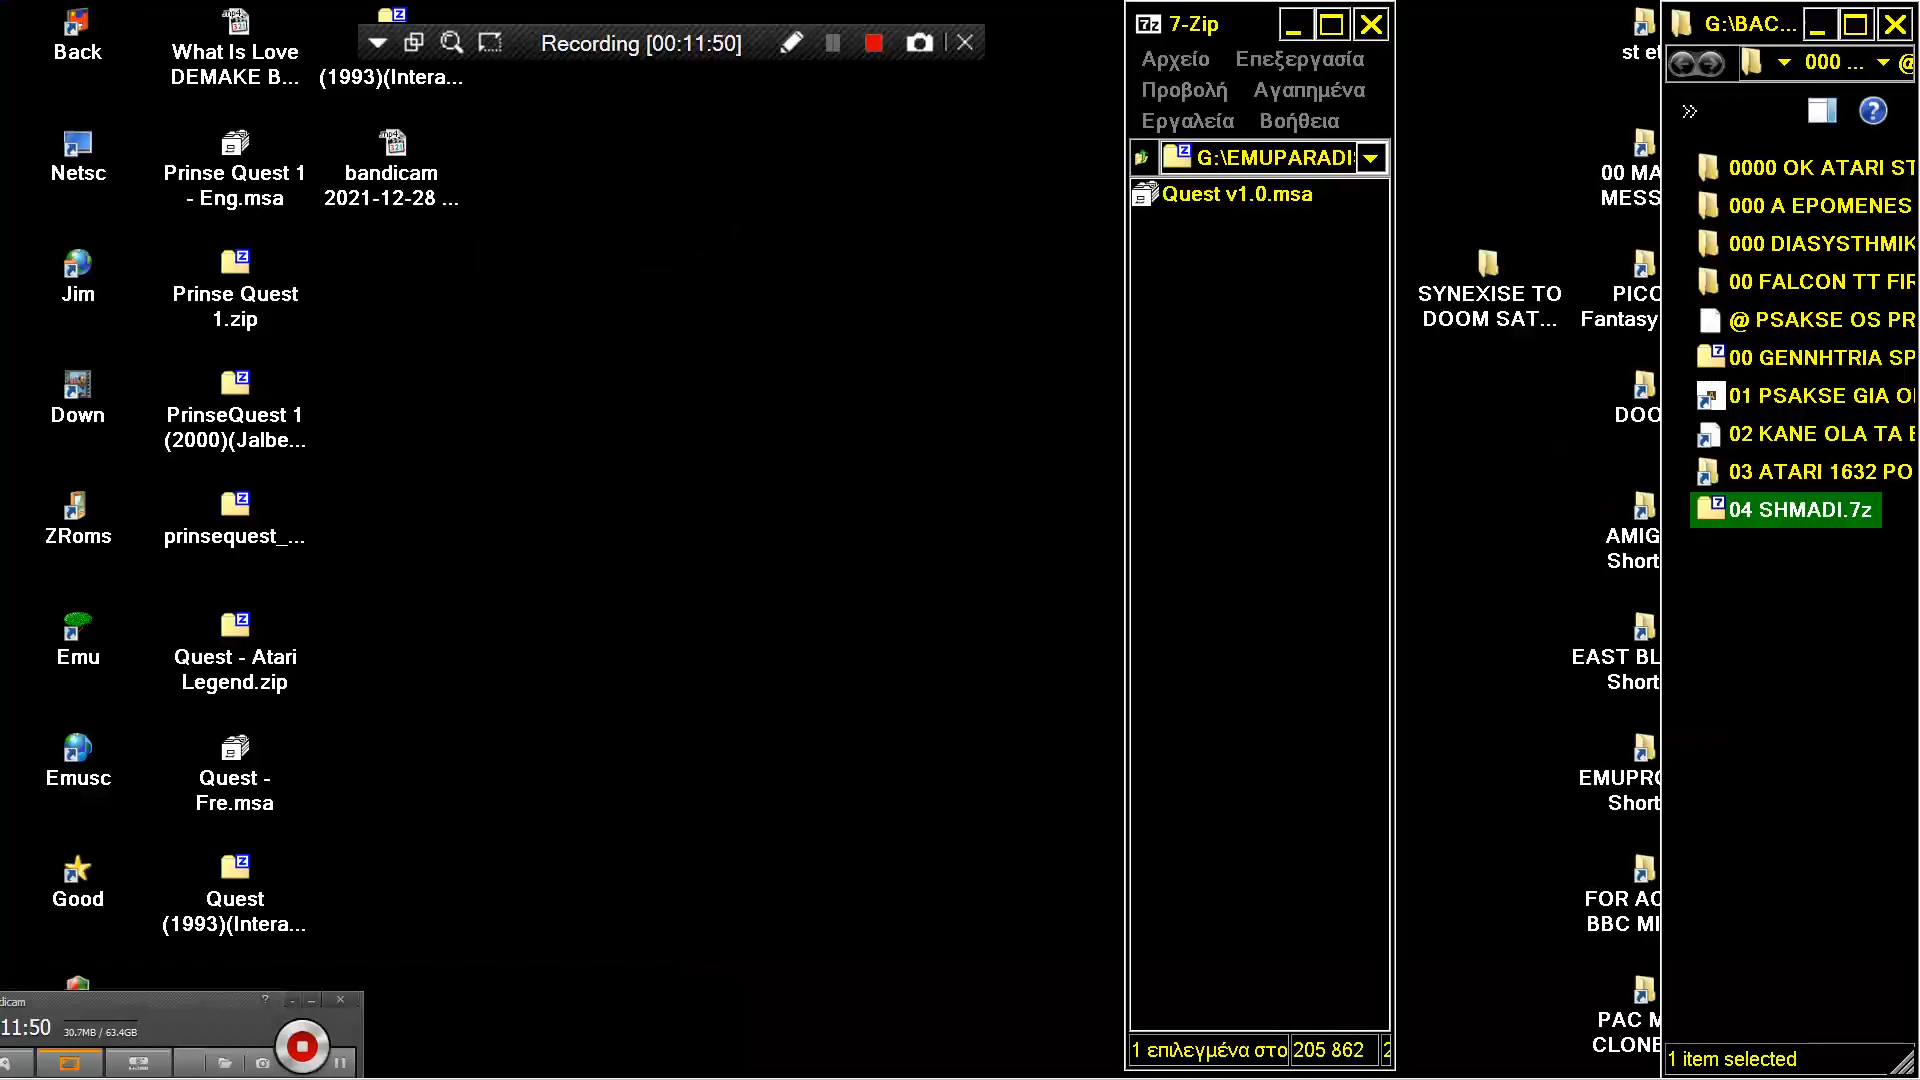 Back
What Is Love
DEMAKE B...
(1993)(Intera...
Recording [00:11:50]
Netsc
Prinse Quest 1
- Eng.msa
bandicam
2021-12-28 ...
Jim
Prinse Quest
1.zip
Down
PrinseQuest 1
(2000)(Jalbe...
ZRoms
prinsequest_...
Emu
Quest - Atari
Legend.zip
Emusc
Quest -
Fre.msa
Good
Quest
(1993)(Intera...
dicam
11:50
30.7MB / 63.4GB
7-Zip
Αρχείο Επεξεργασία
Προβολή Αγαπημένα
Εργαλεία Βοήθεια
G:\EMUPARADI
Quest v1.0.msa
1 επιλεγμένα στο
205 862
SYNEXISE TO
DOOM SAT...
st et
00 MA
MESS
PICO
Fantasy
DOO
AMIG
Short
EAST BL
Short
EMUPRO
Short
FOR AC
BBC MI
PAC M
CLONE
G:\BAC...
000 ...
@
»
0000 OK ATARI ST
000 A EPOMENES
000 DIASYSTHMIK
00 FALCON TT FIR
@ PSAKSE OS PR
00 GENNHTRIA SP
01 PSAKSE GIA O
02 KANE OLA TA E
03 ATARI 1632 PO
04 SHMADI.7z
1 item selected